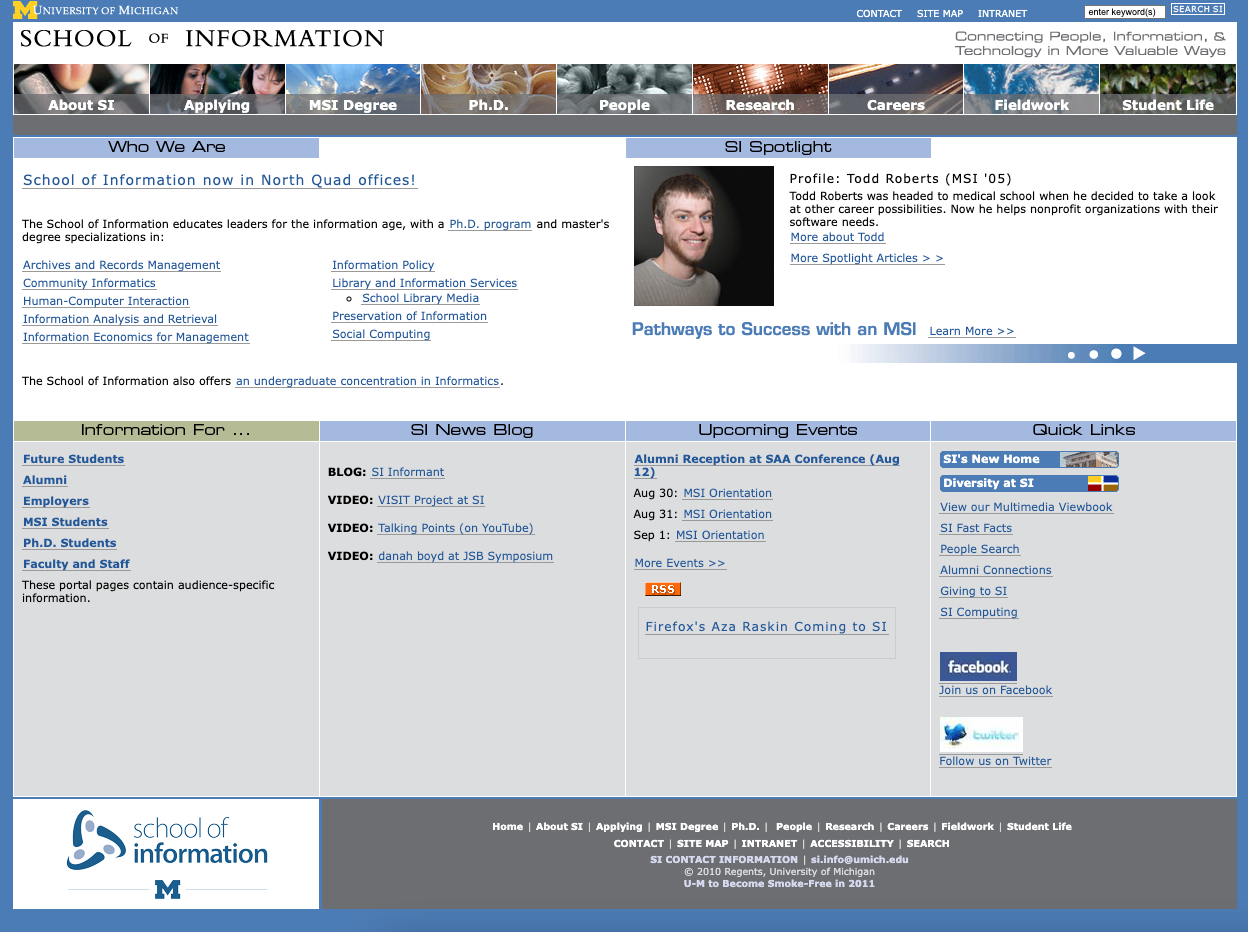 UNIVERSITY OF MICHIGAN
CONTACT SITE MAP INTRANET
enter keyword(s) SEARCH SI
SCHOOL OF INFORMATION
Connecting People, Information, &
Technology in More Valuable Ways
About SI Applying MSI Degree Ph.D. People Research Careers Fieldwork Student Life
Who We Are
School of Information now in North Quad offices!
The School of Information educates leaders for the information age, with a Ph.D. program and master's
degree specializations in:
Archives and Records Management
Community Informatics
Human-Computer Interaction
Information Analysis and Retrieval
Information Economics for Management
Information Policy
Library and Information Services
School Library Media
Preservation of Information
Social Computing
The School of Information also offers an undergraduate concentration in Informatics.
SI Spotlight
Profile: Todd Roberts (MSI '05)
Todd Roberts was headed to medical school when he decided to take a look
at other career possibilities. Now he helps nonprofit organizations with their
software needs.
More about Todd
More Spotlight Articles > >
Pathways to Success with an MSI Learn More >>
Information For ...
Future Students
Alumni
Employers
MSI Students
Ph.D. Students
Faculty and Staff
These portal pages contain audience-specific
information.
SI News Blog
BLOG: SI Informant
VIDEO: VISIT Project at SI
VIDEO: Talking Points (on YouTube)
VIDEO: danah boyd at JSB Symposium
Upcoming Events
Alumni Reception at SAA Conference (Aug
12)
Aug 30: MSI Orientation
Aug 31: MSI Orientation
Sep 1: MSI Orientation
More Events >>
RSS
Firefox's Aza Raskin Coming to SI
Quick Links
SI's New Home
Diversity at SI
View our Multimedia Viewbook
SI Fast Facts
People Search
Alumni Connections
Giving to SI
SI Computing
facebook.
Join us on Facebook
twitter
Follow us on Twitter
school of
information
M
Home | About SI | Applying | MSI Degree | Ph.D. | People | Research | Careers | Fieldwork | Student Life
CONTACT | SITE MAP | INTRANET | ACCESSIBILITY | SEARCH
SI CONTACT INFORMATION | si.info@umich.edu
© 2010 Regents, University of Michigan
U-M to Become Smoke-Free in 2011